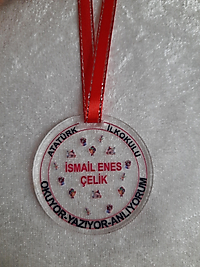 ATATÜRK İLKOKULU
İSMAİL ENES
ÇELİK
OKUYOR-YAZIYOR-ANLIYORUM